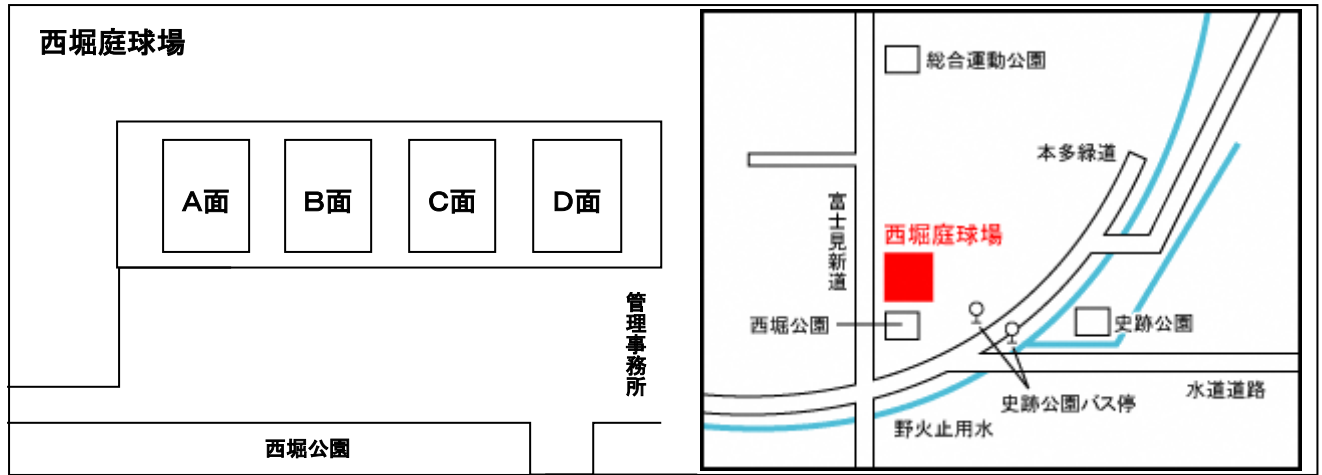 西堀庭球場
A面
B面
C面
D面
管理事務所
西堀公園
総合運動公園
本多緑道
富士見新道
西堀庭球場
西堀公園
史跡公園
史跡公園バス停
水道道路
野火止用水